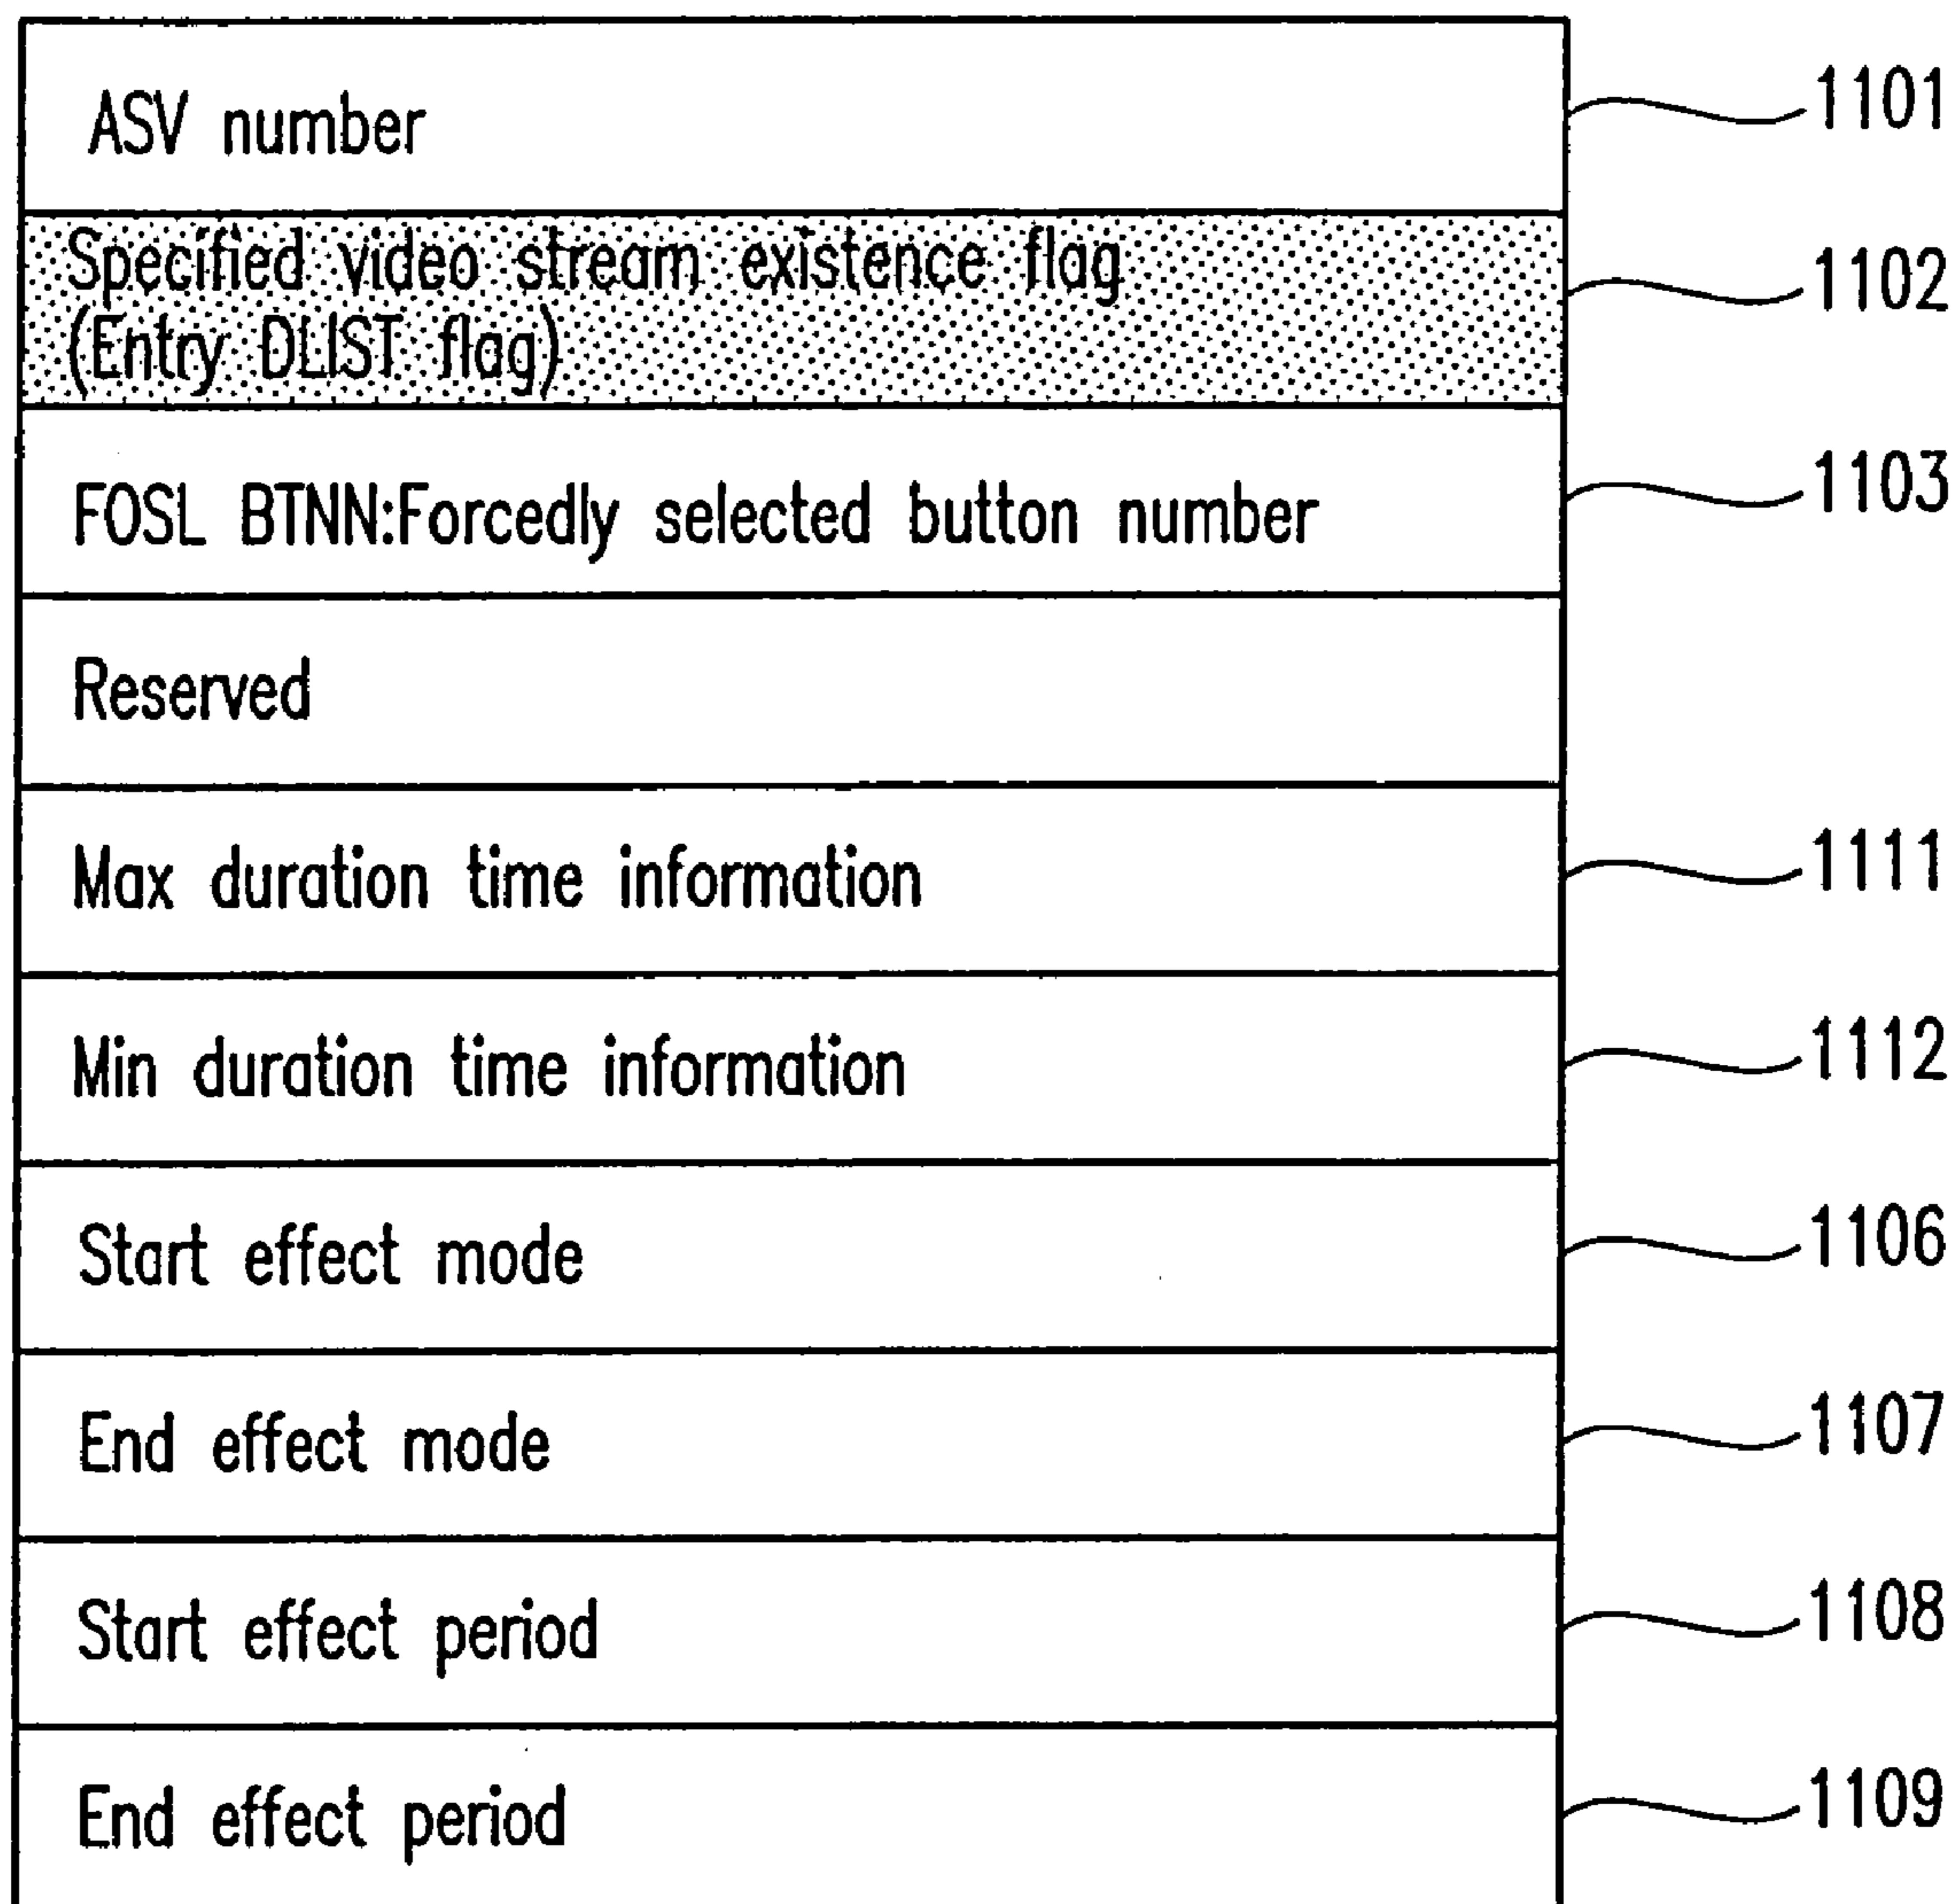 ASV number 1101
Specified video stream existence flag 1102
(Entry DLIST flag)
FOSL BTNN:Forcedly selected button number 1103
Reserved
Max duration time information 1111
Min duration time information 1112
Start effect mode 1106
End effect mode 1107
Start effect period 1108
End effect period 1109